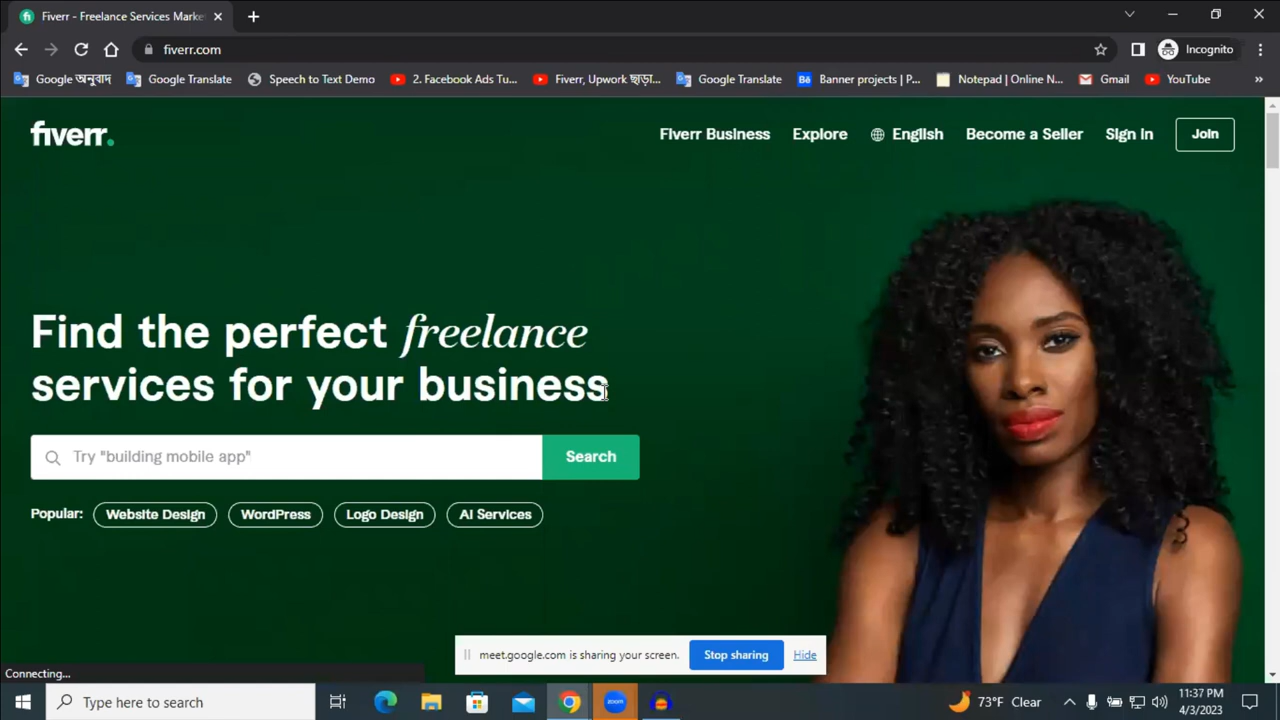 Fiverr - Freelance Services Marke
fiverr.com
Incognito
Google অনুবাদ
Google Translate
Speech to Text Demo
2. Facebook Ads Tu...
Fiverr, Upwork ছাড়া...
Google Translate
Bē
Banner projects | P...
Notepad | Online N...
Gmail
YouTube
»
fiverr.
Fiverr Business
Explore
English
Become a Seller
Sign in
Join
Find the perfect freelance
services for your business
Try "building mobile app"
Search
Popular:
Website Design
WordPress
Logo Design
AI Services
meet.google.com is sharing your screen.
Stop sharing
Hide
Connecting...
Type here to search
zoom
73°F Clear
11:37 PM
4/3/2023